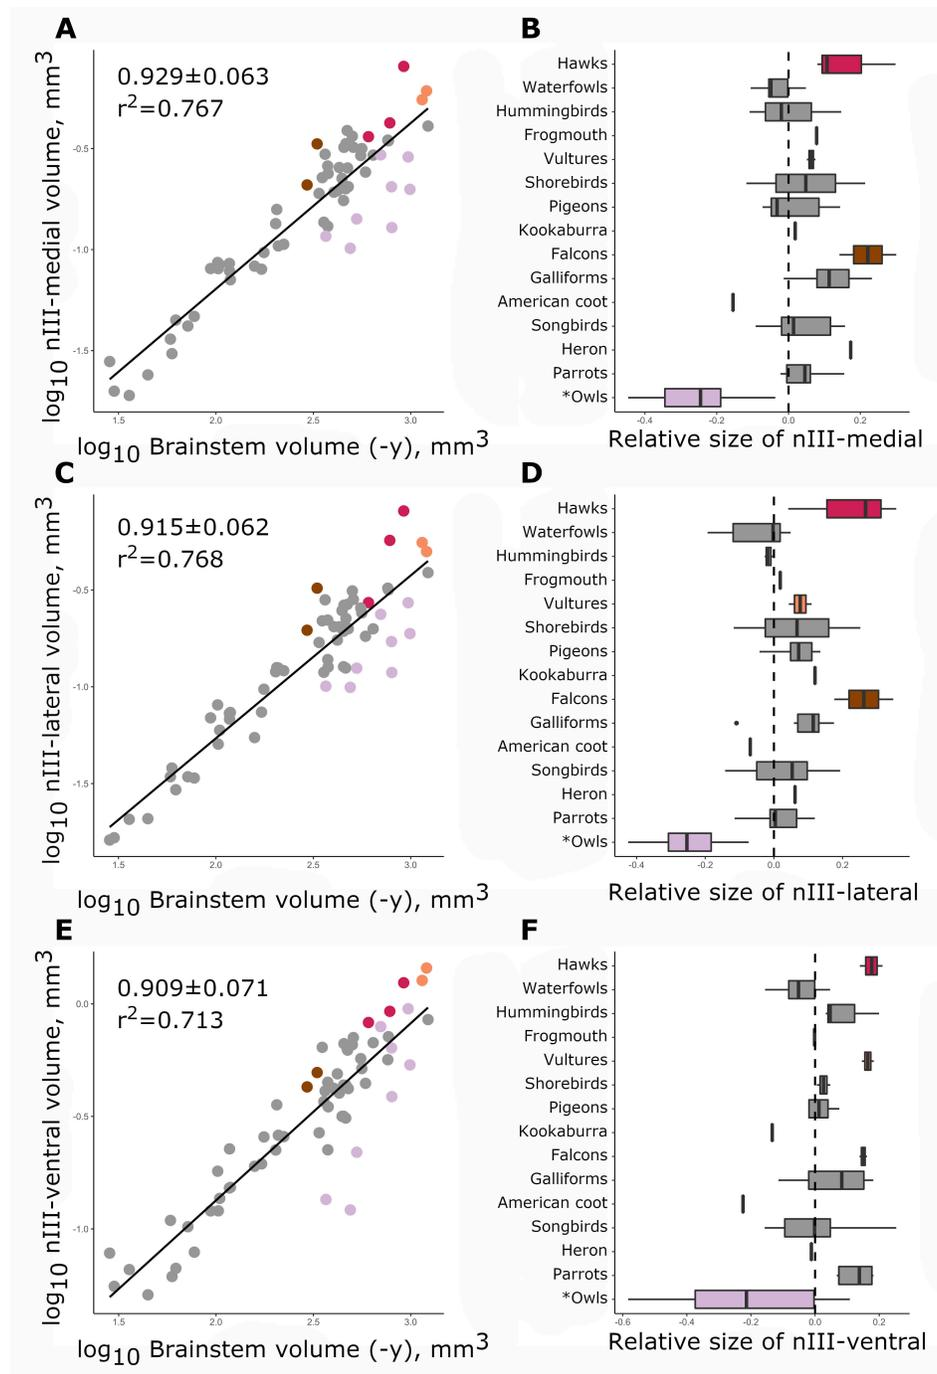 A
0.929±0.063
r2=0.767
log10 nIII-medial volume, mm3
-0.5
-1.0
-1.5
1.5 2.0 2.5 3.0
log10 Brainstem volume (-y), mm3
B
Hawks
Waterfowls
Hummingbirds
Frogmouth
Vultures
Shorebirds
Pigeons
Kookaburra
Falcons
Galliforms
American coot
Songbirds
Heron
Parrots
*Owls
-0.4 -0.2 0.0 0.2
Relative size of nIII-medial
C
0.915±0.062
r2=0.768
log10 nIII-lateral volume, mm3
-0.5
-1.0
-1.5
1.5 2.0 2.5 3.0
log10 Brainstem volume (-y), mm3
D
Hawks
Waterfowls
Hummingbirds
Frogmouth
Vultures
Shorebirds
Pigeons
Kookaburra
Falcons
Galliforms
American coot
Songbirds
Heron
Parrots
*Owls
-0.4 -0.2 0.0 0.2
Relative size of nIII-lateral
E
0.909±0.071
r2=0.713
log10 nIII-ventral volume, mm3
0.0
-0.5
-1.0
1.5 2.0 2.5 3.0
log10 Brainstem volume (-y), mm3
F
Hawks
Waterfowls
Hummingbirds
Frogmouth
Vultures
Shorebirds
Pigeons
Kookaburra
Falcons
Galliforms
American coot
Songbirds
Heron
Parrots
*Owls
-0.6 -0.4 -0.2 0.0 0.2
Relative size of nIII-ventral